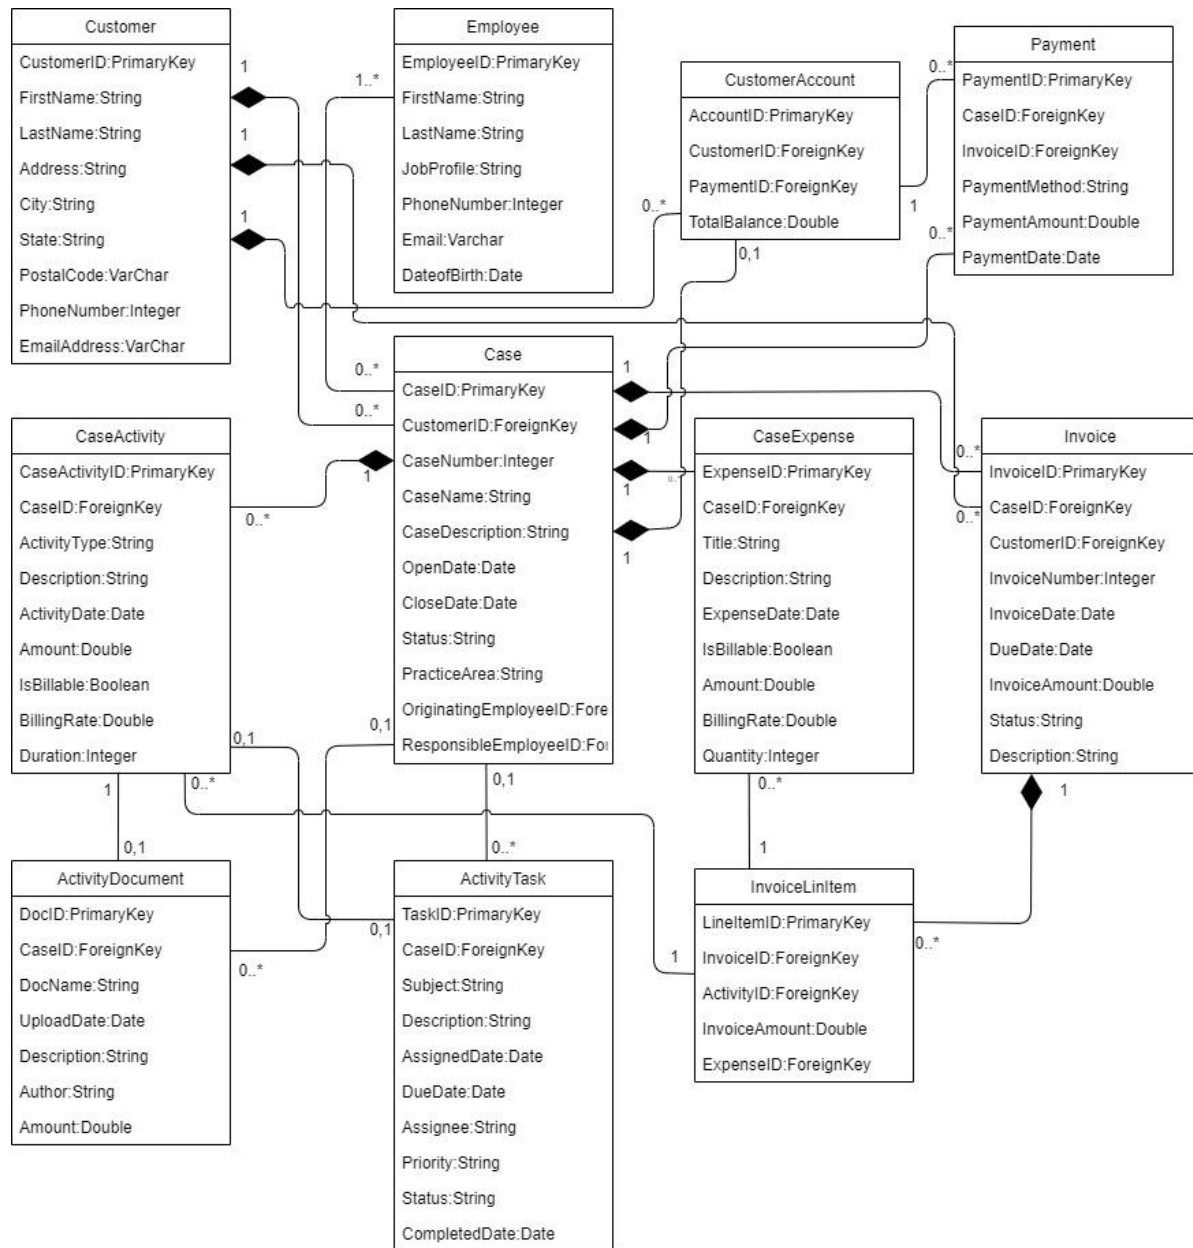 Customer
CustomerID:PrimaryKey
FirstName:String
LastName:String
Address:String
City:String
State:String
PostalCode:VarChar
PhoneNumber:Integer
EmailAddress:VarChar
1
1
1
Employee
EmployeeID:PrimaryKey
FirstName:String
LastName:String
JobProfile:String
PhoneNumber:Integer
Email:Varchar
DateofBirth:Date
1..*
CustomerAccount
AccountID:PrimaryKey
CustomerID:ForeignKey
PaymentID:ForeignKey
TotalBalance:Double
0..*
0,1
1
Payment
PaymentID:PrimaryKey
CaseID:ForeignKey
InvoiceID:ForeignKey
PaymentMethod:String
PaymentAmount:Double
PaymentDate:Date
0..*
0..*
Case
CaseID:PrimaryKey
CustomerID:ForeignKey
CaseNumber:Integer
CaseName:String
CaseDescription:String
OpenDate:Date
CloseDate:Date
Status:String
PracticeArea:String
OriginatingEmployeeID:Fore
ResponsibleEmployeeID:For
0..*
0..*
1
1
1
1
1
0,1
0,1
CaseActivity
CaseActivityID:PrimaryKey
CaseID:ForeignKey
ActivityType:String
Description:String
ActivityDate:Date
Amount:Double
IsBillable:Boolean
BillingRate:Double
Duration:Integer
0..*
0,1
0..*
1
CaseExpense
ExpenseID:PrimaryKey
CaseID:ForeignKey
Title:String
Description:String
ExpenseDate:Date
IsBillable:Boolean
Amount:Double
BillingRate:Double
Quantity:Integer
0..*
0..*
Invoice
InvoiceID:PrimaryKey
CaseID:ForeignKey
CustomerID:ForeignKey
InvoiceNumber:Integer
InvoiceDate:Date
DueDate:Date
InvoiceAmount:Double
Status:String
Description:String
0..*
0..*
1
ActivityDocument
DocID:PrimaryKey
CaseID:ForeignKey
DocName:String
UploadDate:Date
Description:String
Author:String
Amount:Double
0,1
0..*
ActivityTask
TaskID:PrimaryKey
CaseID:ForeignKey
Subject:String
Description:String
AssignedDate:Date
DueDate:Date
Assignee:String
Priority:String
Status:String
CompletedDate:Date
0..*
0,1
InvoiceLinItem
LineItemID:PrimaryKey
InvoiceID:ForeignKey
ActivityID:ForeignKey
InvoiceAmount:Double
ExpenseID:ForeignKey
1
1
0..*